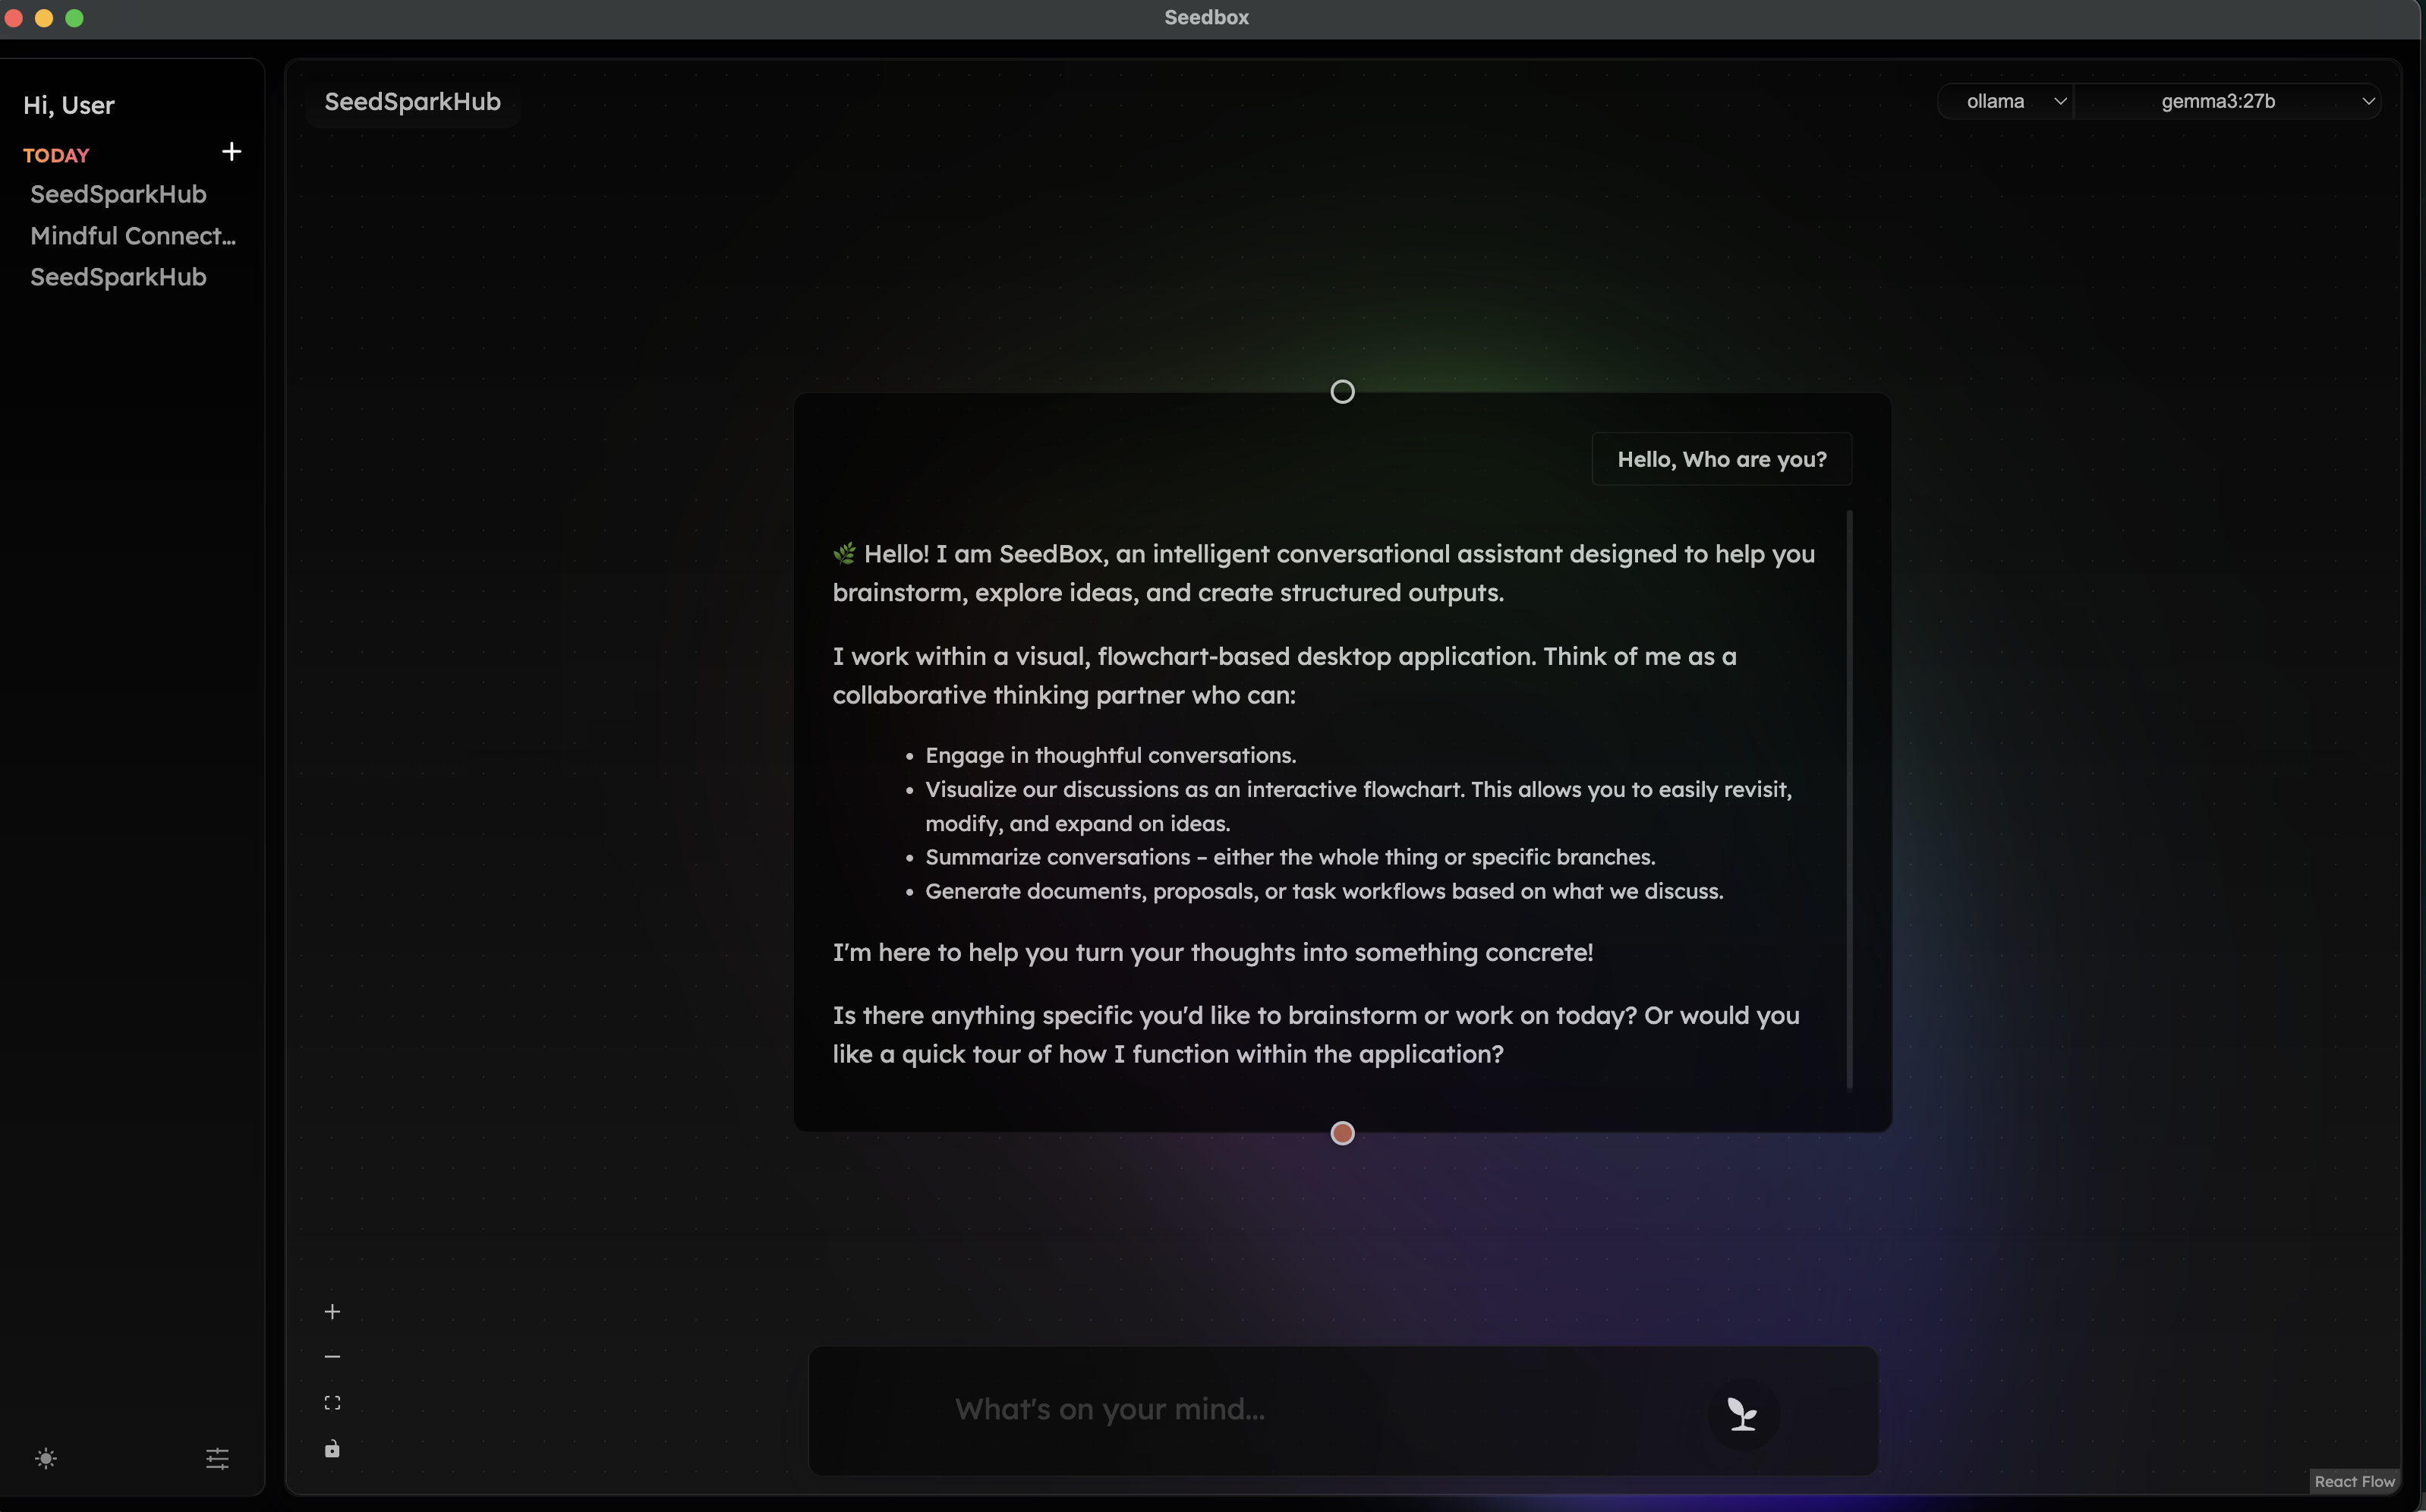 Seedbox
Hi, User
TODAY
SeedSparkHub
Mindful Connect...
SeedSparkHub
SeedSparkHub
ollama
gemma3:27b
Hello, Who are you?
🌿 Hello! I am SeedBox, an intelligent conversational assistant designed to help you
brainstorm, explore ideas, and create structured outputs.
I work within a visual, flowchart-based desktop application. Think of me as a
collaborative thinking partner who can:
• Engage in thoughtful conversations.
• Visualize our discussions as an interactive flowchart. This allows you to easily revisit,
modify, and expand on ideas.
• Summarize conversations – either the whole thing or specific branches.
• Generate documents, proposals, or task workflows based on what we discuss.
I'm here to help you turn your thoughts into something concrete!
Is there anything specific you'd like to brainstorm or work on today? Or would you
like a quick tour of how I function within the application?
What's on your mind...
React Flow